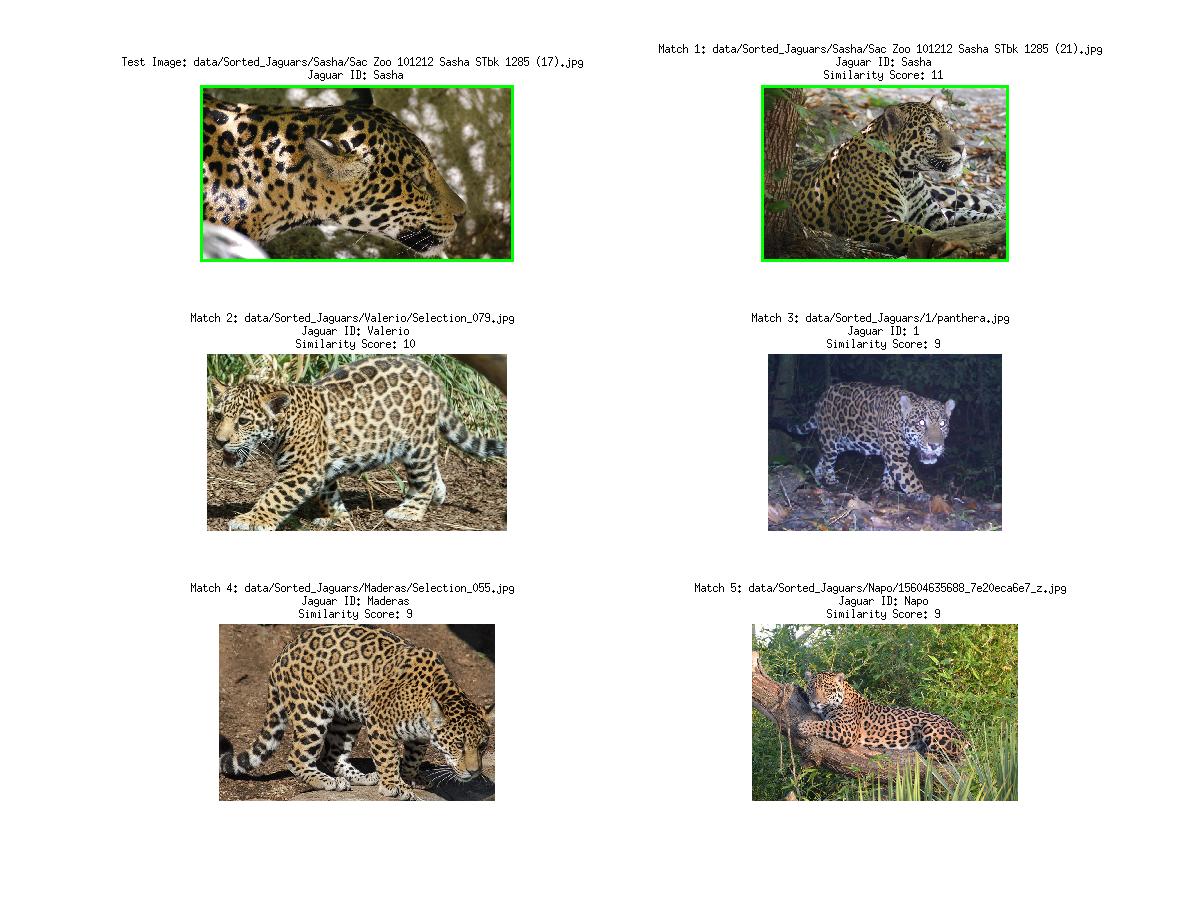 Test Image: data/Sorted_Jaguars/Sasha/Sac Zoo 101212 Sasha STbk 1285 (17).jpg
Jaguar ID: Sasha
Match 1: data/Sorted_Jaguars/Sasha/Sac Zoo 101212 Sasha STbk 1285 (21).jpg
Jaguar ID: Sasha
Similarity Score: 11
Match 2: data/Sorted_Jaguars/Valerio/Selection_079.jpg
Jaguar ID: Valerio
Similarity Score: 10
Match 3: data/Sorted_Jaguars/1/panthera.jpg
Jaguar ID: 1
Similarity Score: 9
Match 4: data/Sorted_Jaguars/Maderas/Selection_055.jpg
Jaguar ID: Maderas
Similarity Score: 9
Match 5: data/Sorted_Jaguars/Napo/15604635688_7e20eca6e7_z.jpg
Jaguar ID: Napo
Similarity Score: 9